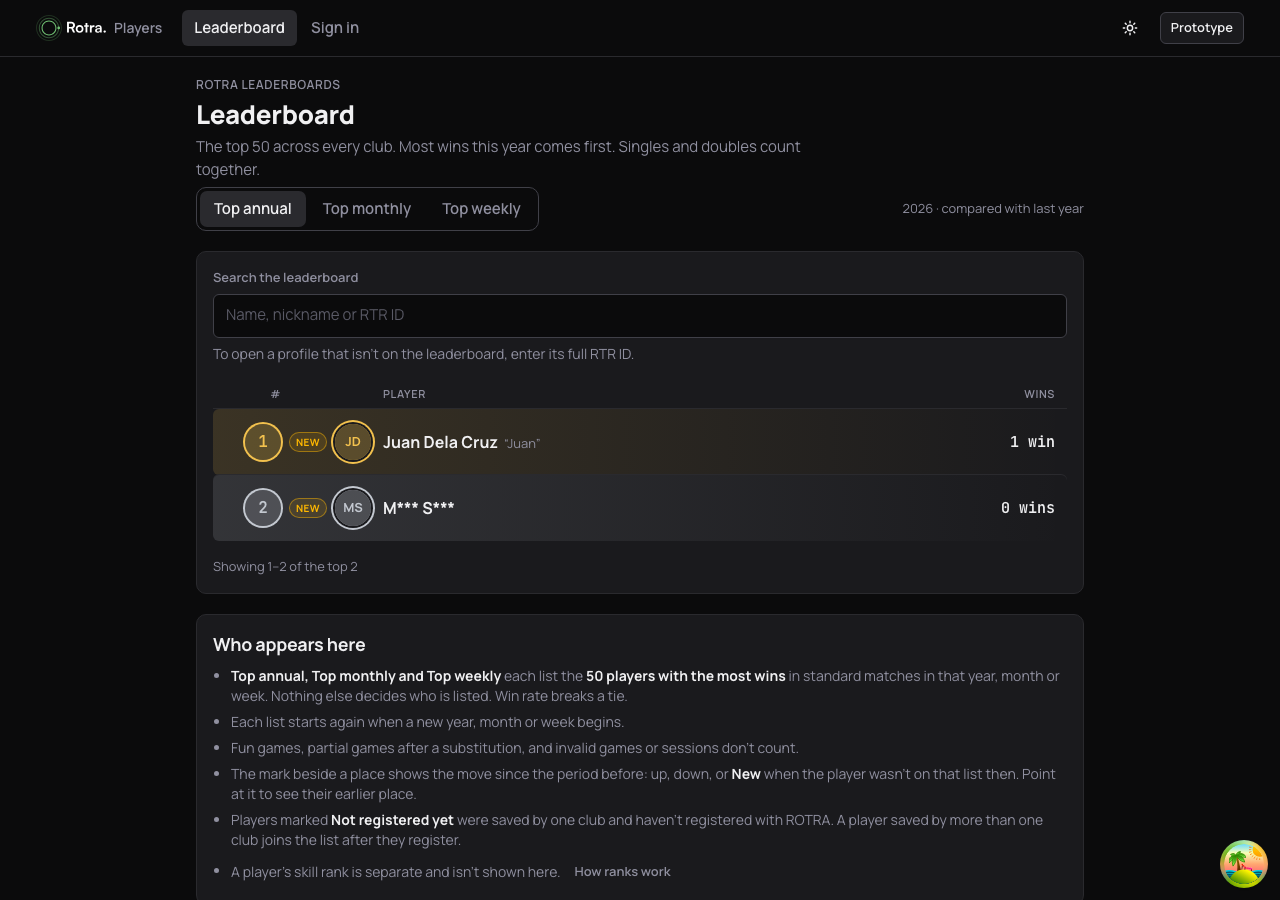 Rotra. Players Leaderboard Sign in Prototype
ROTRA LEADERBOARDS
Leaderboard
The top 50 across every club. Most wins this year comes first. Singles and doubles count
together.
Top annual Top monthly Top weekly 2026 · compared with last year
Search the leaderboard
Name, nickname or RTR ID
To open a profile that isn't on the leaderboard, enter its full RTR ID.
# PLAYER WINS
1 NEW JD Juan Dela Cruz "Juan" 1 win
2 NEW MS M*** S*** 0 wins
Showing 1–2 of the top 2
Who appears here
Top annual, Top monthly and Top weekly each list the 50 players with the most wins in standard matches in that year, month or
week. Nothing else decides who is listed. Win rate breaks a tie.
Each list starts again when a new year, month or week begins.
Fun games, partial games after a substitution, and invalid games or sessions don't count.
The mark beside a place shows the move since the period before: up, down, or New when the player wasn't on that list then. Point
at it to see their earlier place.
Players marked Not registered yet were saved by one club and haven't registered with ROTRA. A player saved by more than one
club joins the list after they register.
A player's skill rank is separate and isn't shown here. How ranks work